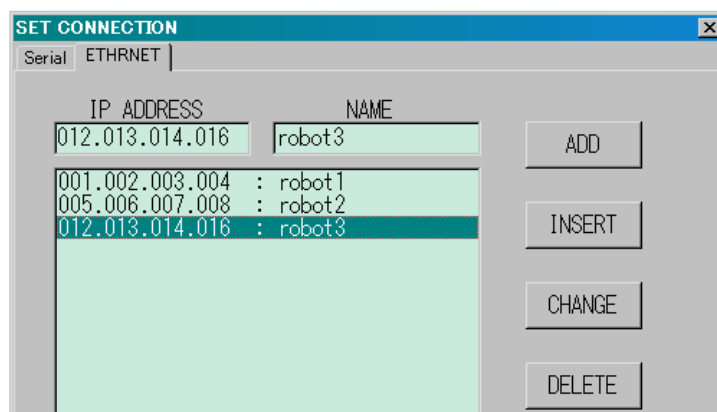 SET CONNECTION
Serial ETHRNET
IP ADDRESS NAME
012.013.014.016 robot3
ADD
001.002.003.004 : robot1
005.006.007.008 : robot2
012.013.014.016 : robot3
INSERT
CHANGE
DELETE